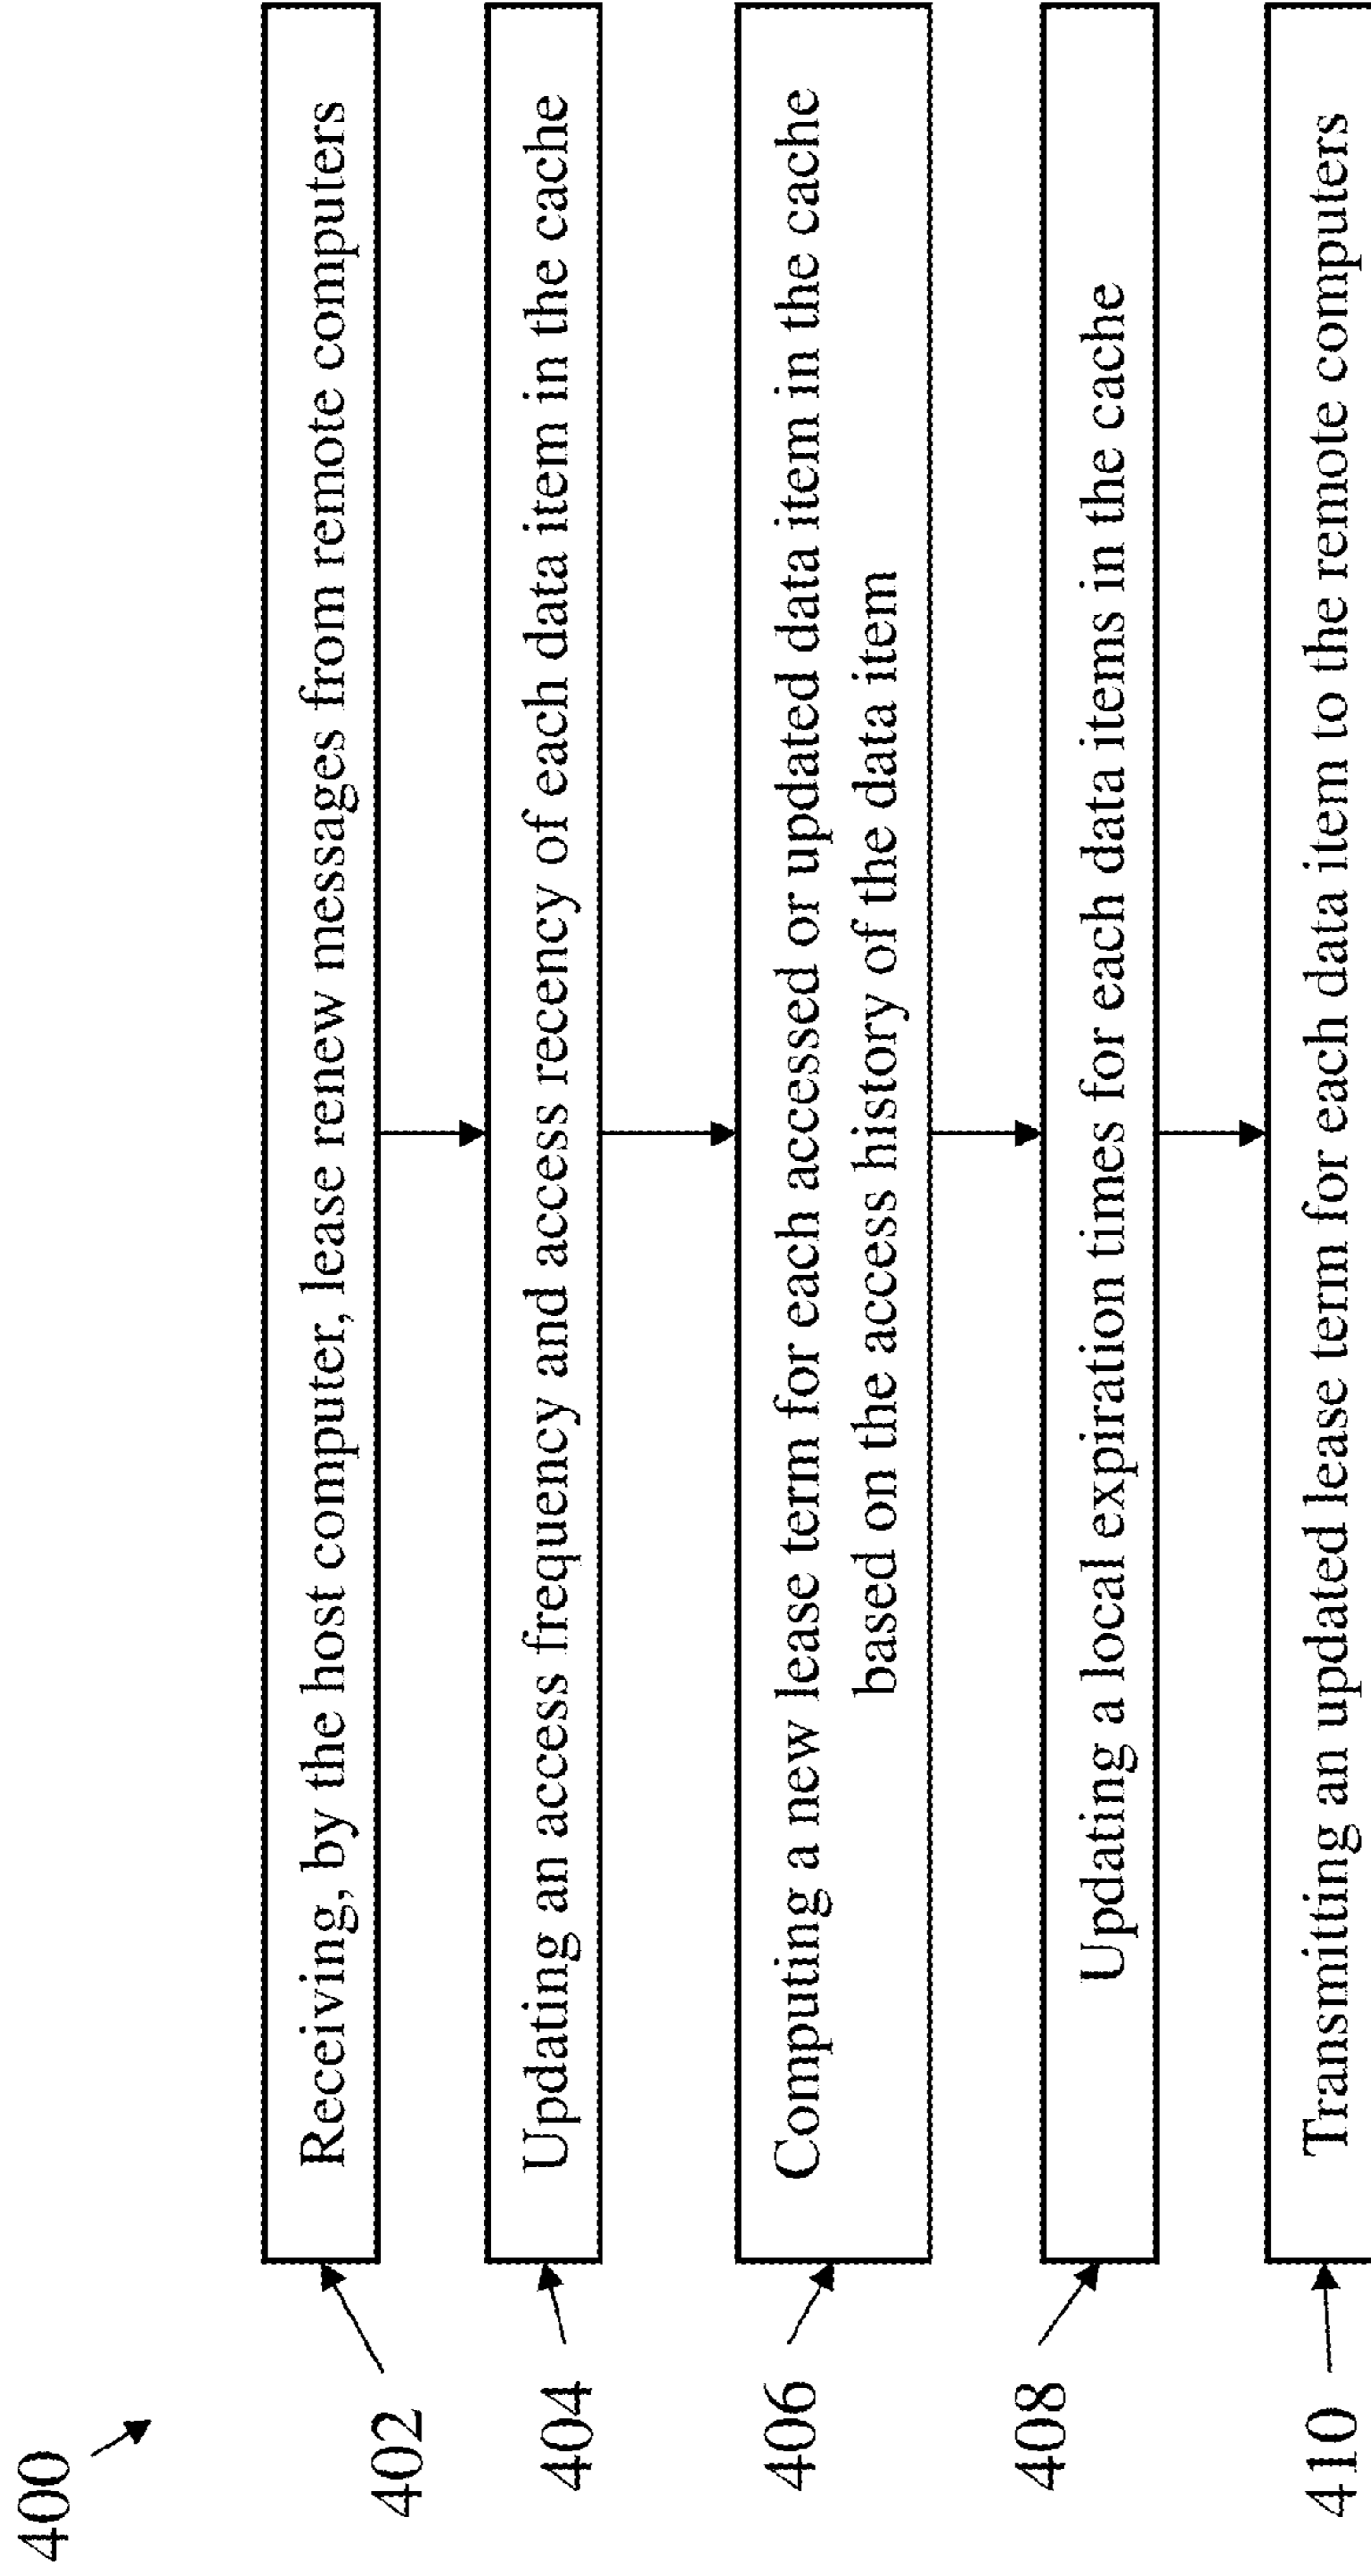 400
402
Receiving, by the host computer, lease renew messages from remote computers
404
Updating an access frequency and access recency of each data item in the cache
406
Computing a new lease term for each accessed or updated data item in the cache
based on the access history of the data item
408
Updating a local expiration times for each data items in the cache
410
Transmitting an updated lease term for each data item to the remote computers